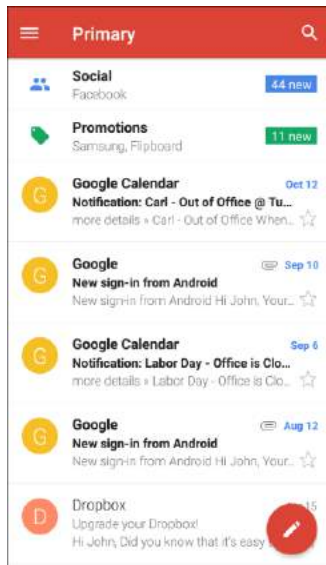 Primary
Social
44 new
Facebook
Promotions
11 new
Samsung, Flipboard
G
Google Calendar
Oct 12
Notification: Carl - Out of Office @ Tu...
more details » Carl - Out of Office When...
G
Google
Sep 10
New sign-in from Android
New sign-in from Android Hi John, Your...
G
Google Calendar
Sep 6
Notification: Labor Day - Office is Clo...
more details » Labor Day - Office is Clo...
G
Google
Aug 12
New sign-in from Android
New sign-in from Android Hi John, Your...
D
Dropbox
15
Upgrade your Dropbox!
Hi John, Did you know that it's easy